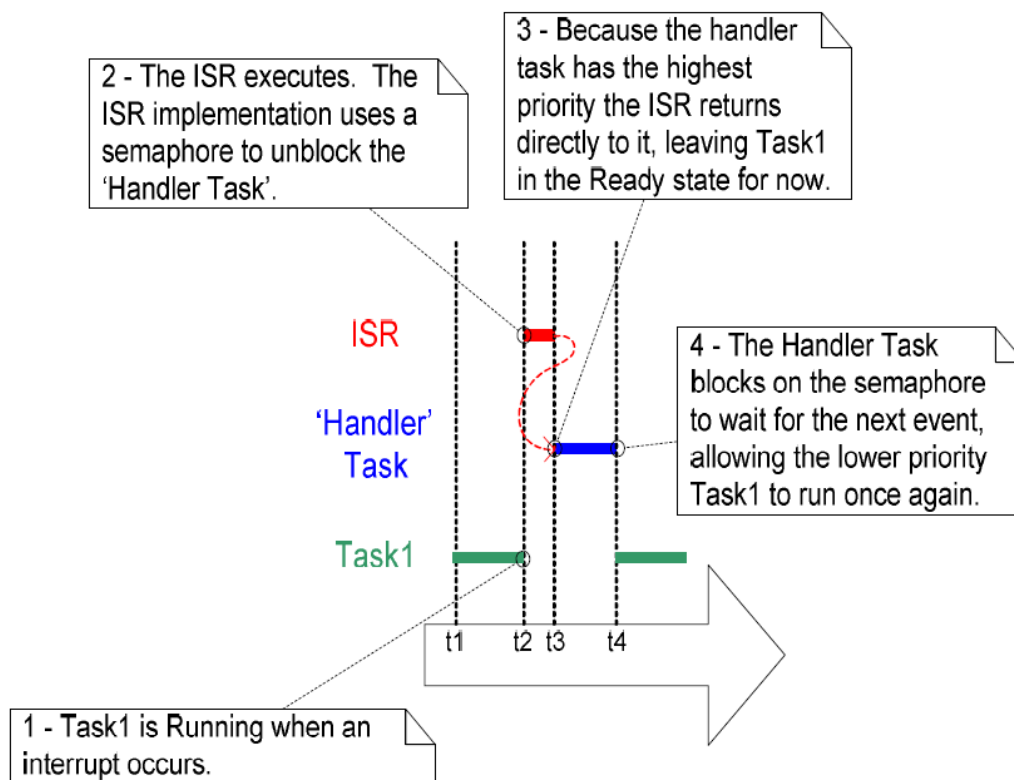 2 - The ISR executes.  The
ISR implementation uses a
semaphore to unblock the
‘Handler Task’.
3 - Because the handler
task has the highest
priority the ISR returns
directly to it, leaving Task1
in the Ready state for now.
ISR
‘Handler’
Task
4 - The Handler Task
blocks on the semaphore
to wait for the next event,
allowing the lower priority
Task1 to run once again.
Task1
t1 t2 t3 t4
1 - Task1 is Running when an
interrupt occurs.